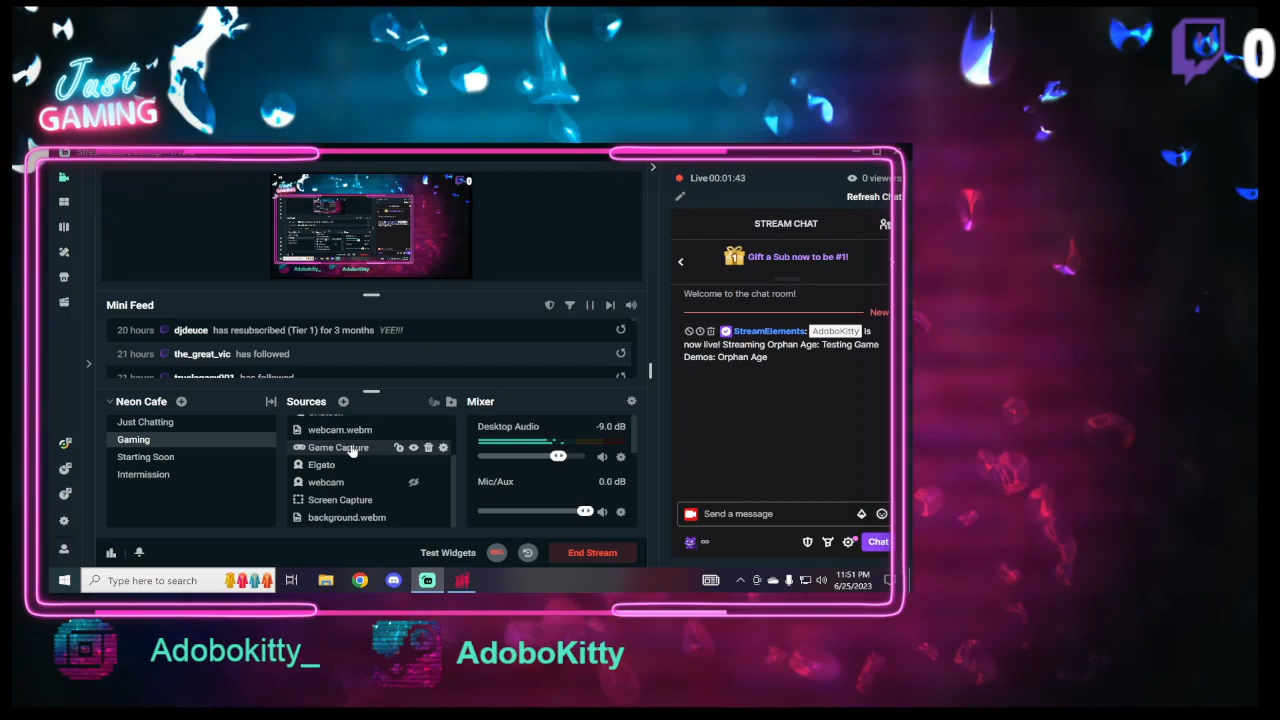 Just
GAMING
0
Live 00:01:43
0 viewers
Refresh Chat
STREAM CHAT
1
Gift a Sub now to be #1!
Welcome to the chat room!
New
StreamElements: AdoboKitty is
now live! Streaming Orphan Age: Testing Game
Demos: Orphan Age
Mini Feed
20 hours djdeuce has resubscribed (Tier 1) for 3 months YEE!!!
21 hours the_great_vic has followed
Neon Cafe
Just Chatting
Gaming
Starting Soon
Intermission
Sources
webcam.webm
Game Capture
Elgato
webcam
Screen Capture
background.webm
Mixer
Desktop Audio -9.0 dB
Mic/Aux 0.0 dB
Send a message
Chat
Test Widgets
REC
End Stream
Type here to search
11:51 PM
6/25/2023
Adobokitty_
AdoboKitty